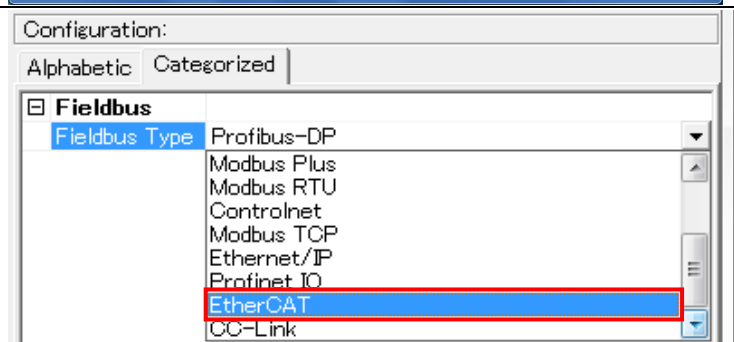 Configuration:
Alphabetic Categorized
Fieldbus
Fieldbus Type Profibus-DP
Modbus Plus
Modbus RTU
Controlnet
Modbus TCP
Ethernet/IP
Profinet IO
EtherCAT
CC-Link